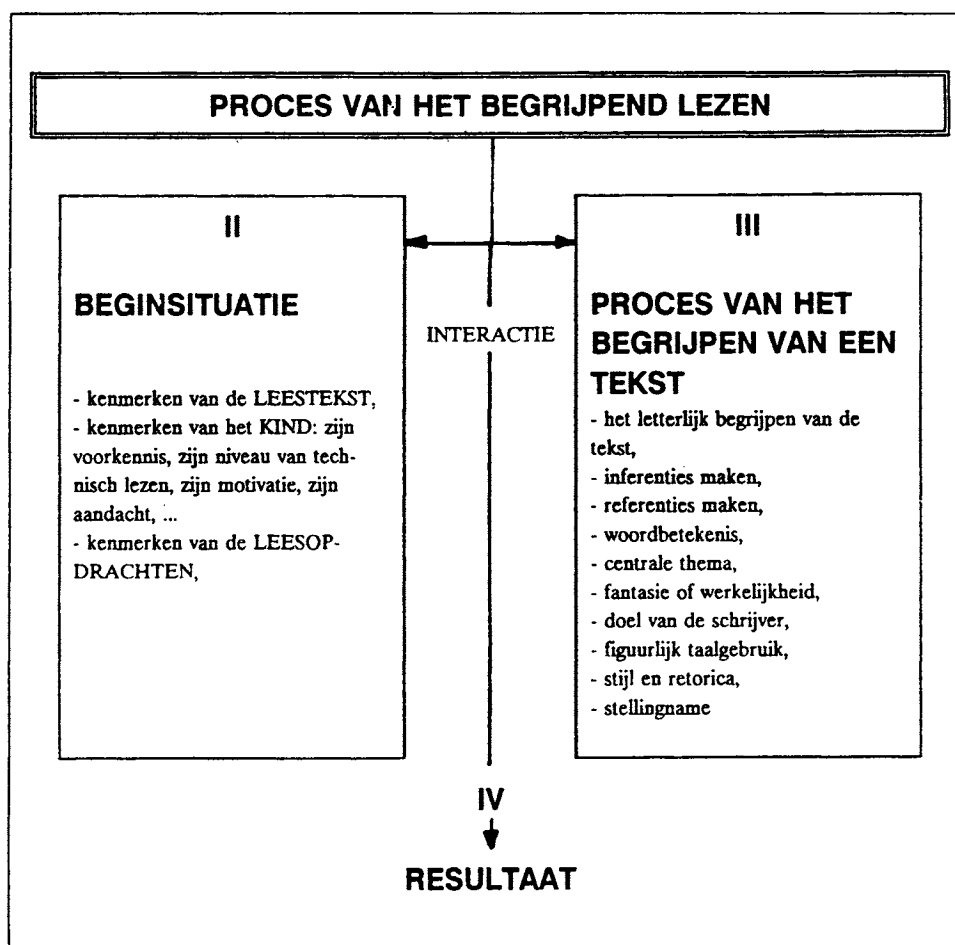 PROCES VAN HET BEGRIJPEND LEZEN
II
BEGINSITUATIE
- kenmerken van de LEESTEKST,
- kenmerken van het KIND: zijn
voorkennis, zijn niveau van tech-
nisch lezen, zijn motivatie, zijn
aandacht, ...
- kenmerken van de LEESOP-
DRACHTEN,
INTERACTIE
III
PROCES VAN HET
BEGRIJPEN VAN EEN
TEKST
- het letterlijk begrijpen van de
tekst,
- inferenties maken,
- referenties maken,
- woordbetekenis,
- centrale thema,
- fantasie of werkelijkheid,
- doel van de schrijver,
- figuurlijk taalgebruik,
- stijl en retorica,
- stellingname
IV
RESULTAAT